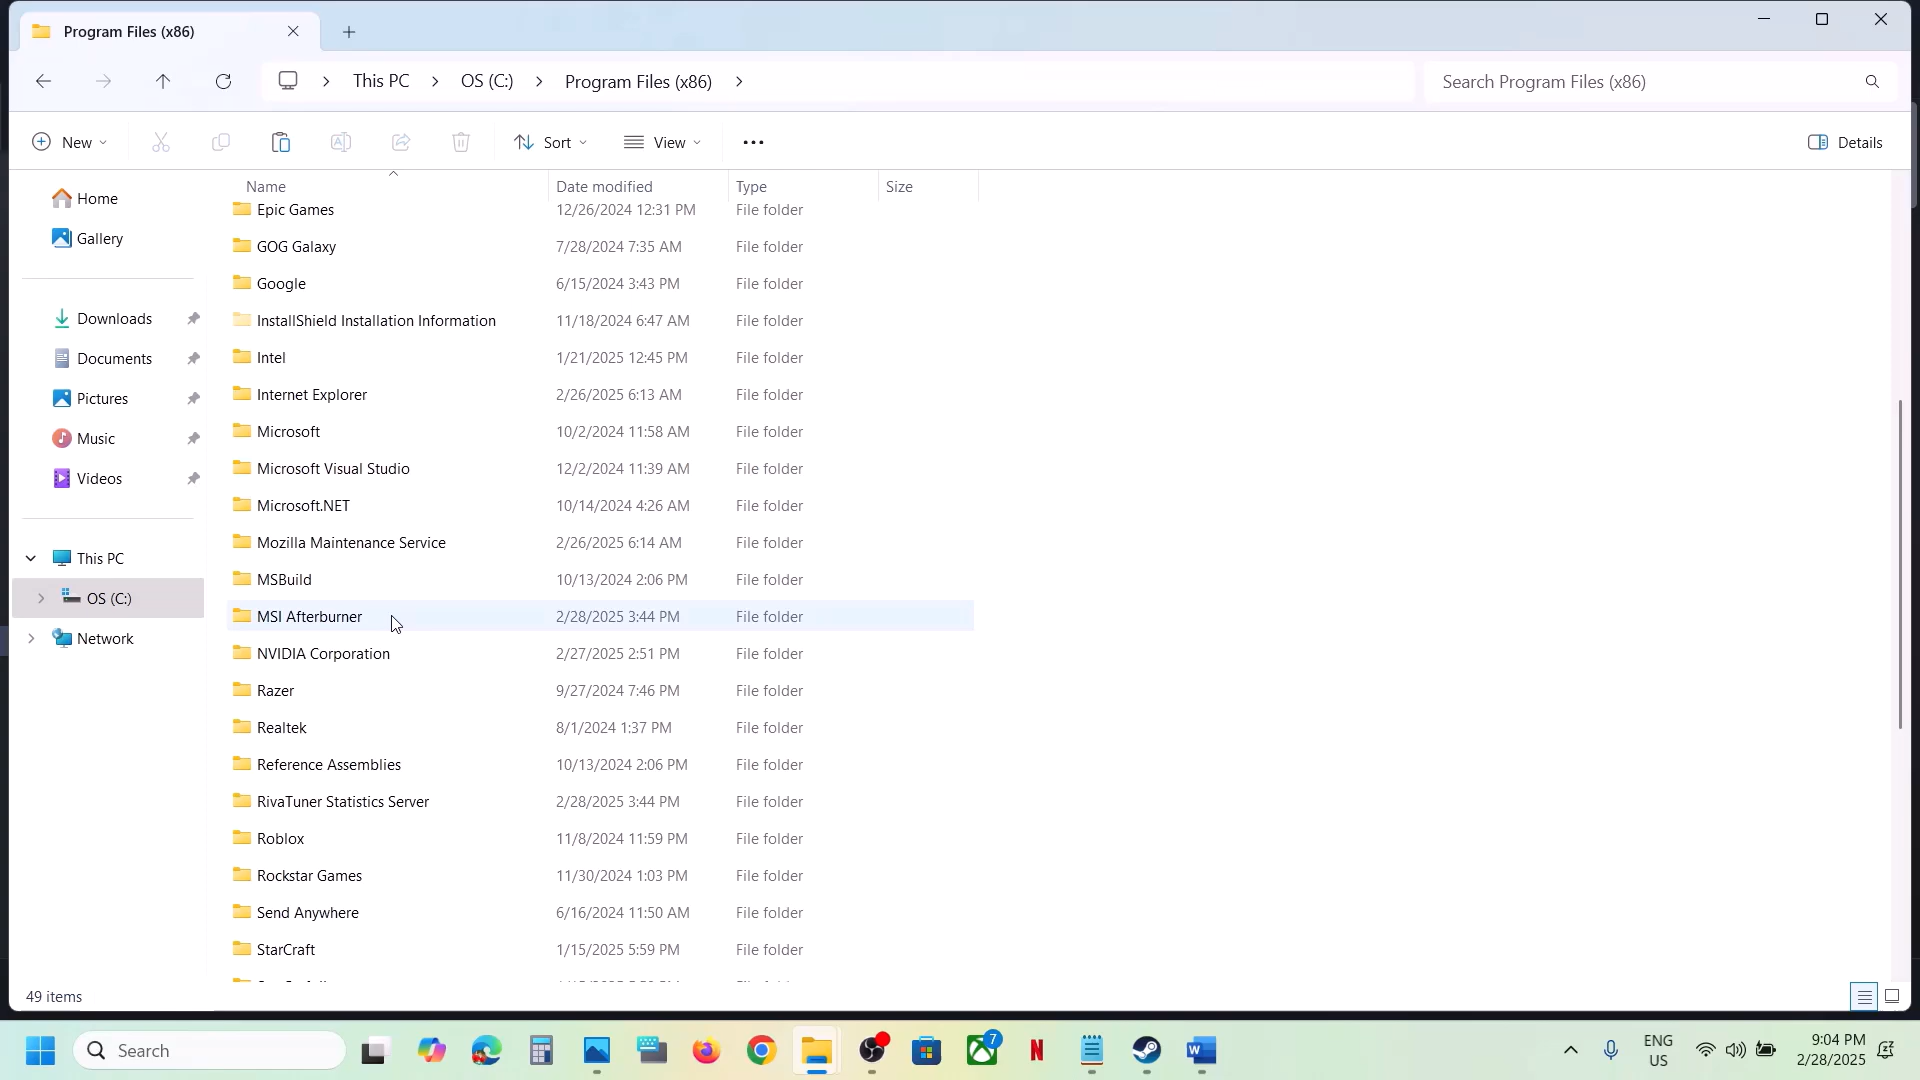 Program Files (x86)
This PC > OS (C:) > Program Files (x86) >
Search Program Files (x86)
New
Sort
View
Details
Name Date modified Type Size
Home
Gallery
Downloads
Documents
Pictures
Music
Videos
This PC
OS (C:)
Network
Epic Games 12/26/2024 12:31 PM File folder
GOG Galaxy 7/28/2024 7:35 AM File folder
Google 6/15/2024 3:43 PM File folder
InstallShield Installation Information 11/18/2024 6:47 AM File folder
Intel 1/21/2025 12:45 PM File folder
Internet Explorer 2/26/2025 6:13 AM File folder
Microsoft 10/2/2024 11:58 AM File folder
Microsoft Visual Studio 12/2/2024 11:39 AM File folder
Microsoft.NET 10/14/2024 4:26 AM File folder
Mozilla Maintenance Service 2/26/2025 6:14 AM File folder
MSBuild 10/13/2024 2:06 PM File folder
MSI Afterburner 2/28/2025 3:44 PM File folder
NVIDIA Corporation 2/27/2025 2:51 PM File folder
Razer 9/27/2024 7:46 PM File folder
Realtek 8/1/2024 1:37 PM File folder
Reference Assemblies 10/13/2024 2:06 PM File folder
RivaTuner Statistics Server 2/28/2025 3:44 PM File folder
Roblox 11/8/2024 11:59 PM File folder
Rockstar Games 11/30/2024 1:03 PM File folder
Send Anywhere 6/16/2024 11:50 AM File folder
StarCraft 1/15/2025 5:59 PM File folder
49 items
Search
7
N
W
ENG
US
9:04 PM
2/28/2025